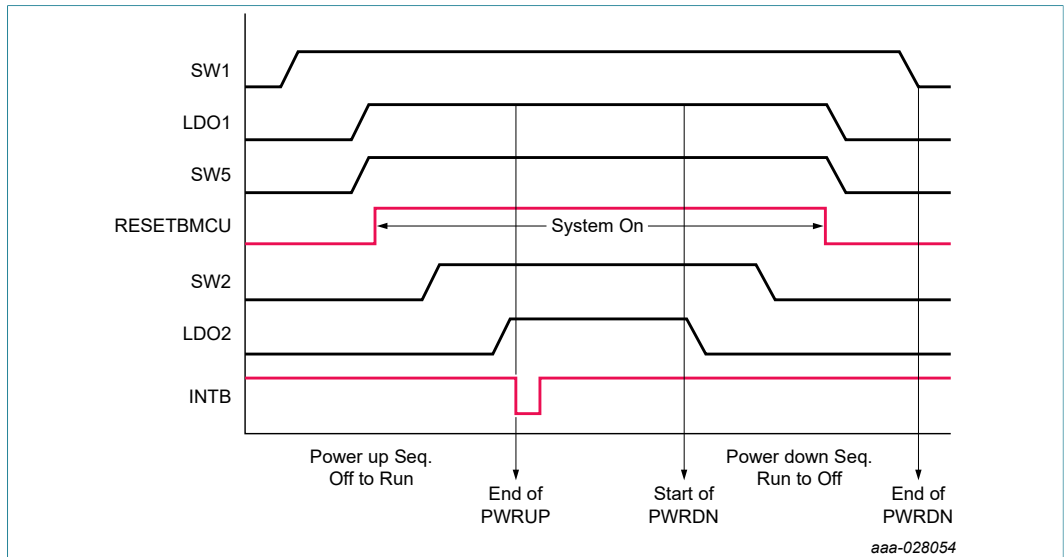 SW1
LDO1
SW5
RESETBMCU
System On
SW2
LDO2
INTB
Power up Seq.
Off to Run
End of
PWRUP
Start of
PWRDN
Power down Seq.
Run to Off
End of
PWRDN
aaa-028054